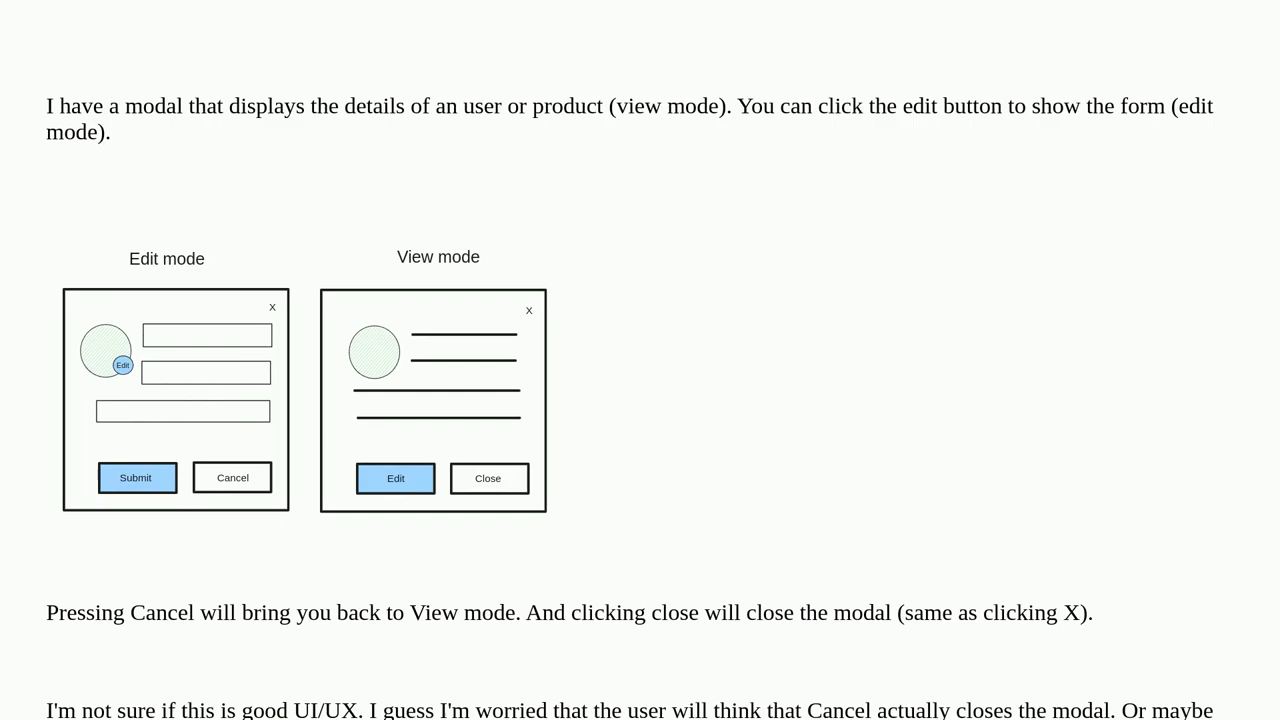 I have a modal that displays the details of an user or product (view mode). You can click the edit button to show the form (edit
mode).
Edit mode
View mode
X
Edit
Submit
Cancel
X
Edit
Close
Pressing Cancel will bring you back to View mode. And clicking close will close the modal (same as clicking X).
I'm not sure if this is good UI/UX. I guess I'm worried that the user will think that Cancel actually closes the modal. Or maybe